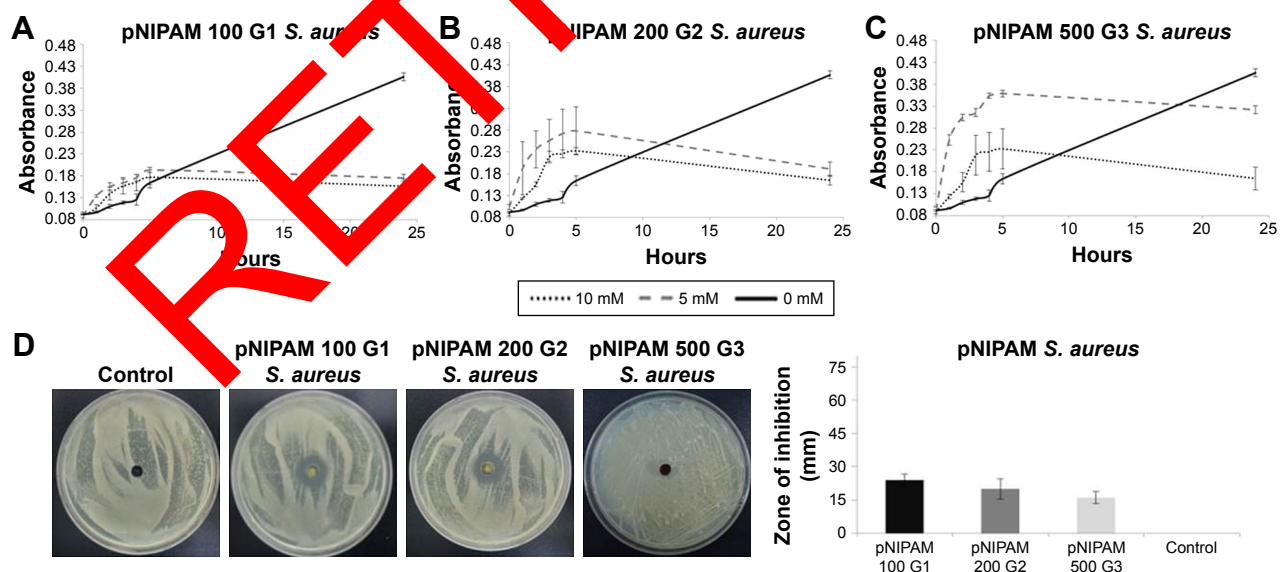 A
pNIPAM 100 G1 S. aureus
0.48
0.43
0.38
0.33
0.28
0.23
0.18
0.13
0.08
Absorbance
0
15
25
Hours
B
pNIPAM 200 G2 S. aureus
0.48
0.43
0.38
0.33
0.28
0.23
0.18
0.13
0.08
Absorbance
0
5
10
15
20
25
Hours
C
pNIPAM 500 G3 S. aureus
0.48
0.43
0.38
0.33
0.28
0.23
0.18
0.13
0.08
Absorbance
0
5
10
15
20
25
Hours
10 mM
5 mM
0 mM
RET
D
Control
pNIPAM 100 G1
S. aureus
pNIPAM 200 G2
S. aureus
pNIPAM 500 G3
S. aureus
pNIPAM S. aureus
Zone of inhibition
(mm)
75
60
45
30
15
0
pNIPAM
100 G1
pNIPAM
200 G2
pNIPAM
500 G3
Control